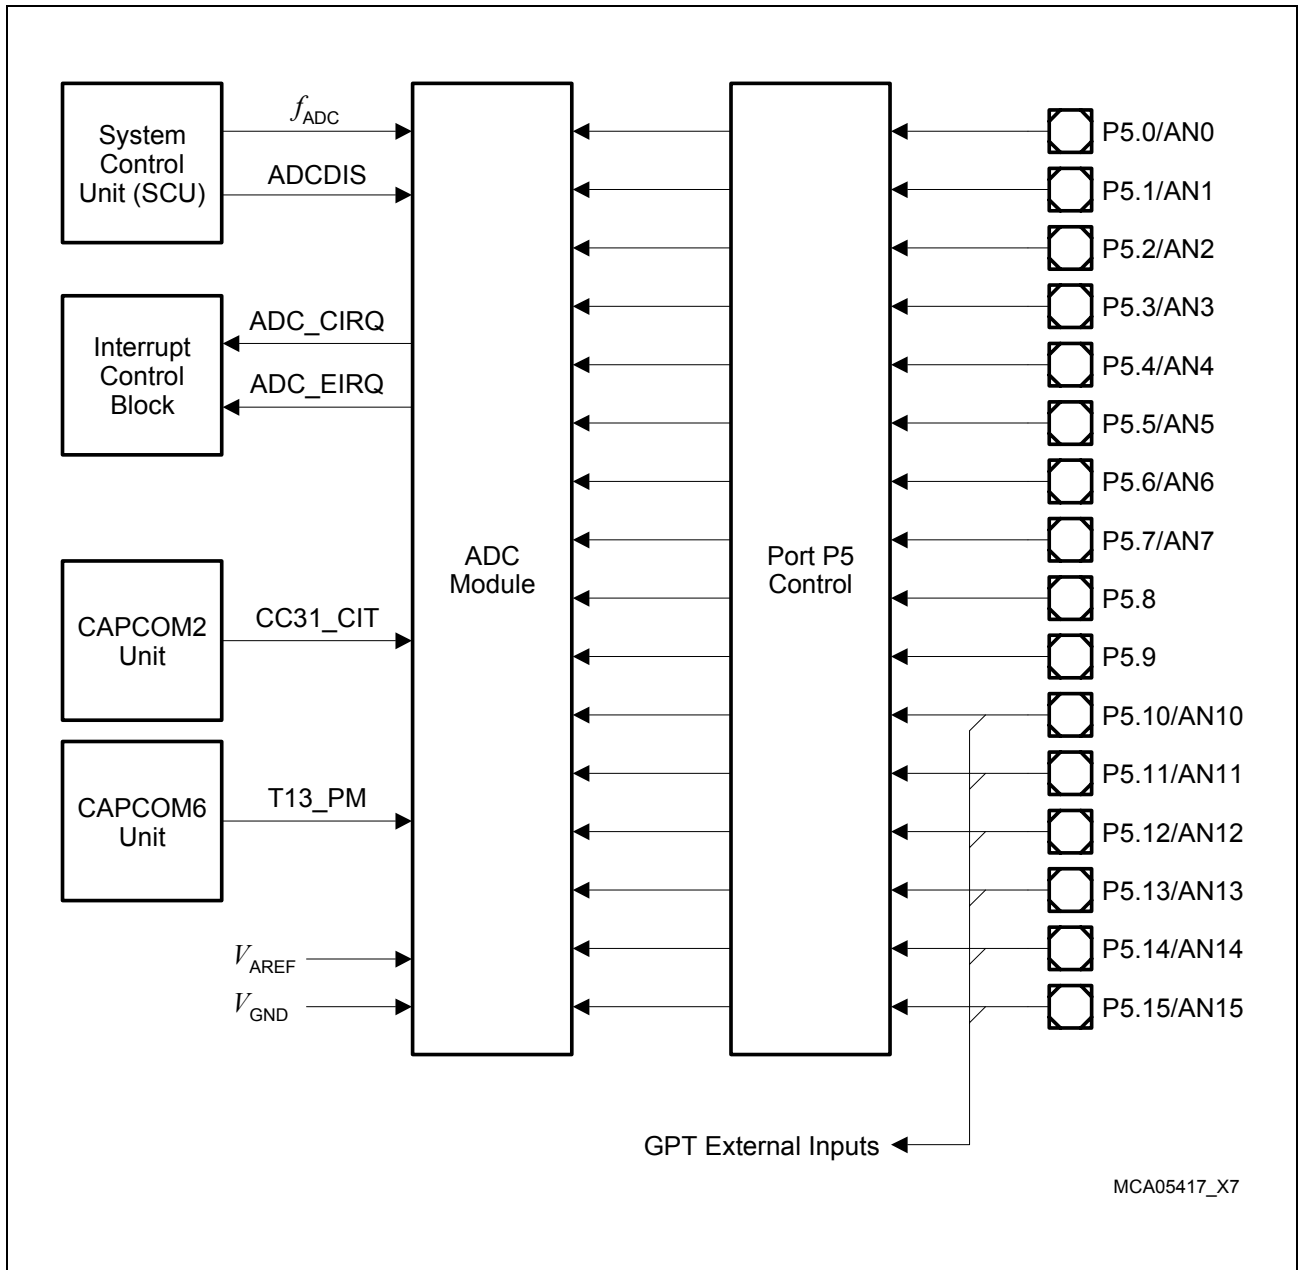 System
Control
Unit (SCU)
f ADC
ADCDIS
Interrupt
Control
Block
ADC_CIRQ
ADC_EIRQ
CAPCOM2
Unit
CC31_CIT
CAPCOM6
Unit
T13_PM
V AREF
V GND
ADC
Module
Port P5
Control
P5.0/AN0
P5.1/AN1
P5.2/AN2
P5.3/AN3
P5.4/AN4
P5.5/AN5
P5.6/AN6
P5.7/AN7
P5.8
P5.9
P5.10/AN10
P5.11/AN11
P5.12/AN12
P5.13/AN13
P5.14/AN14
P5.15/AN15
GPT External Inputs
MCA05417_X7